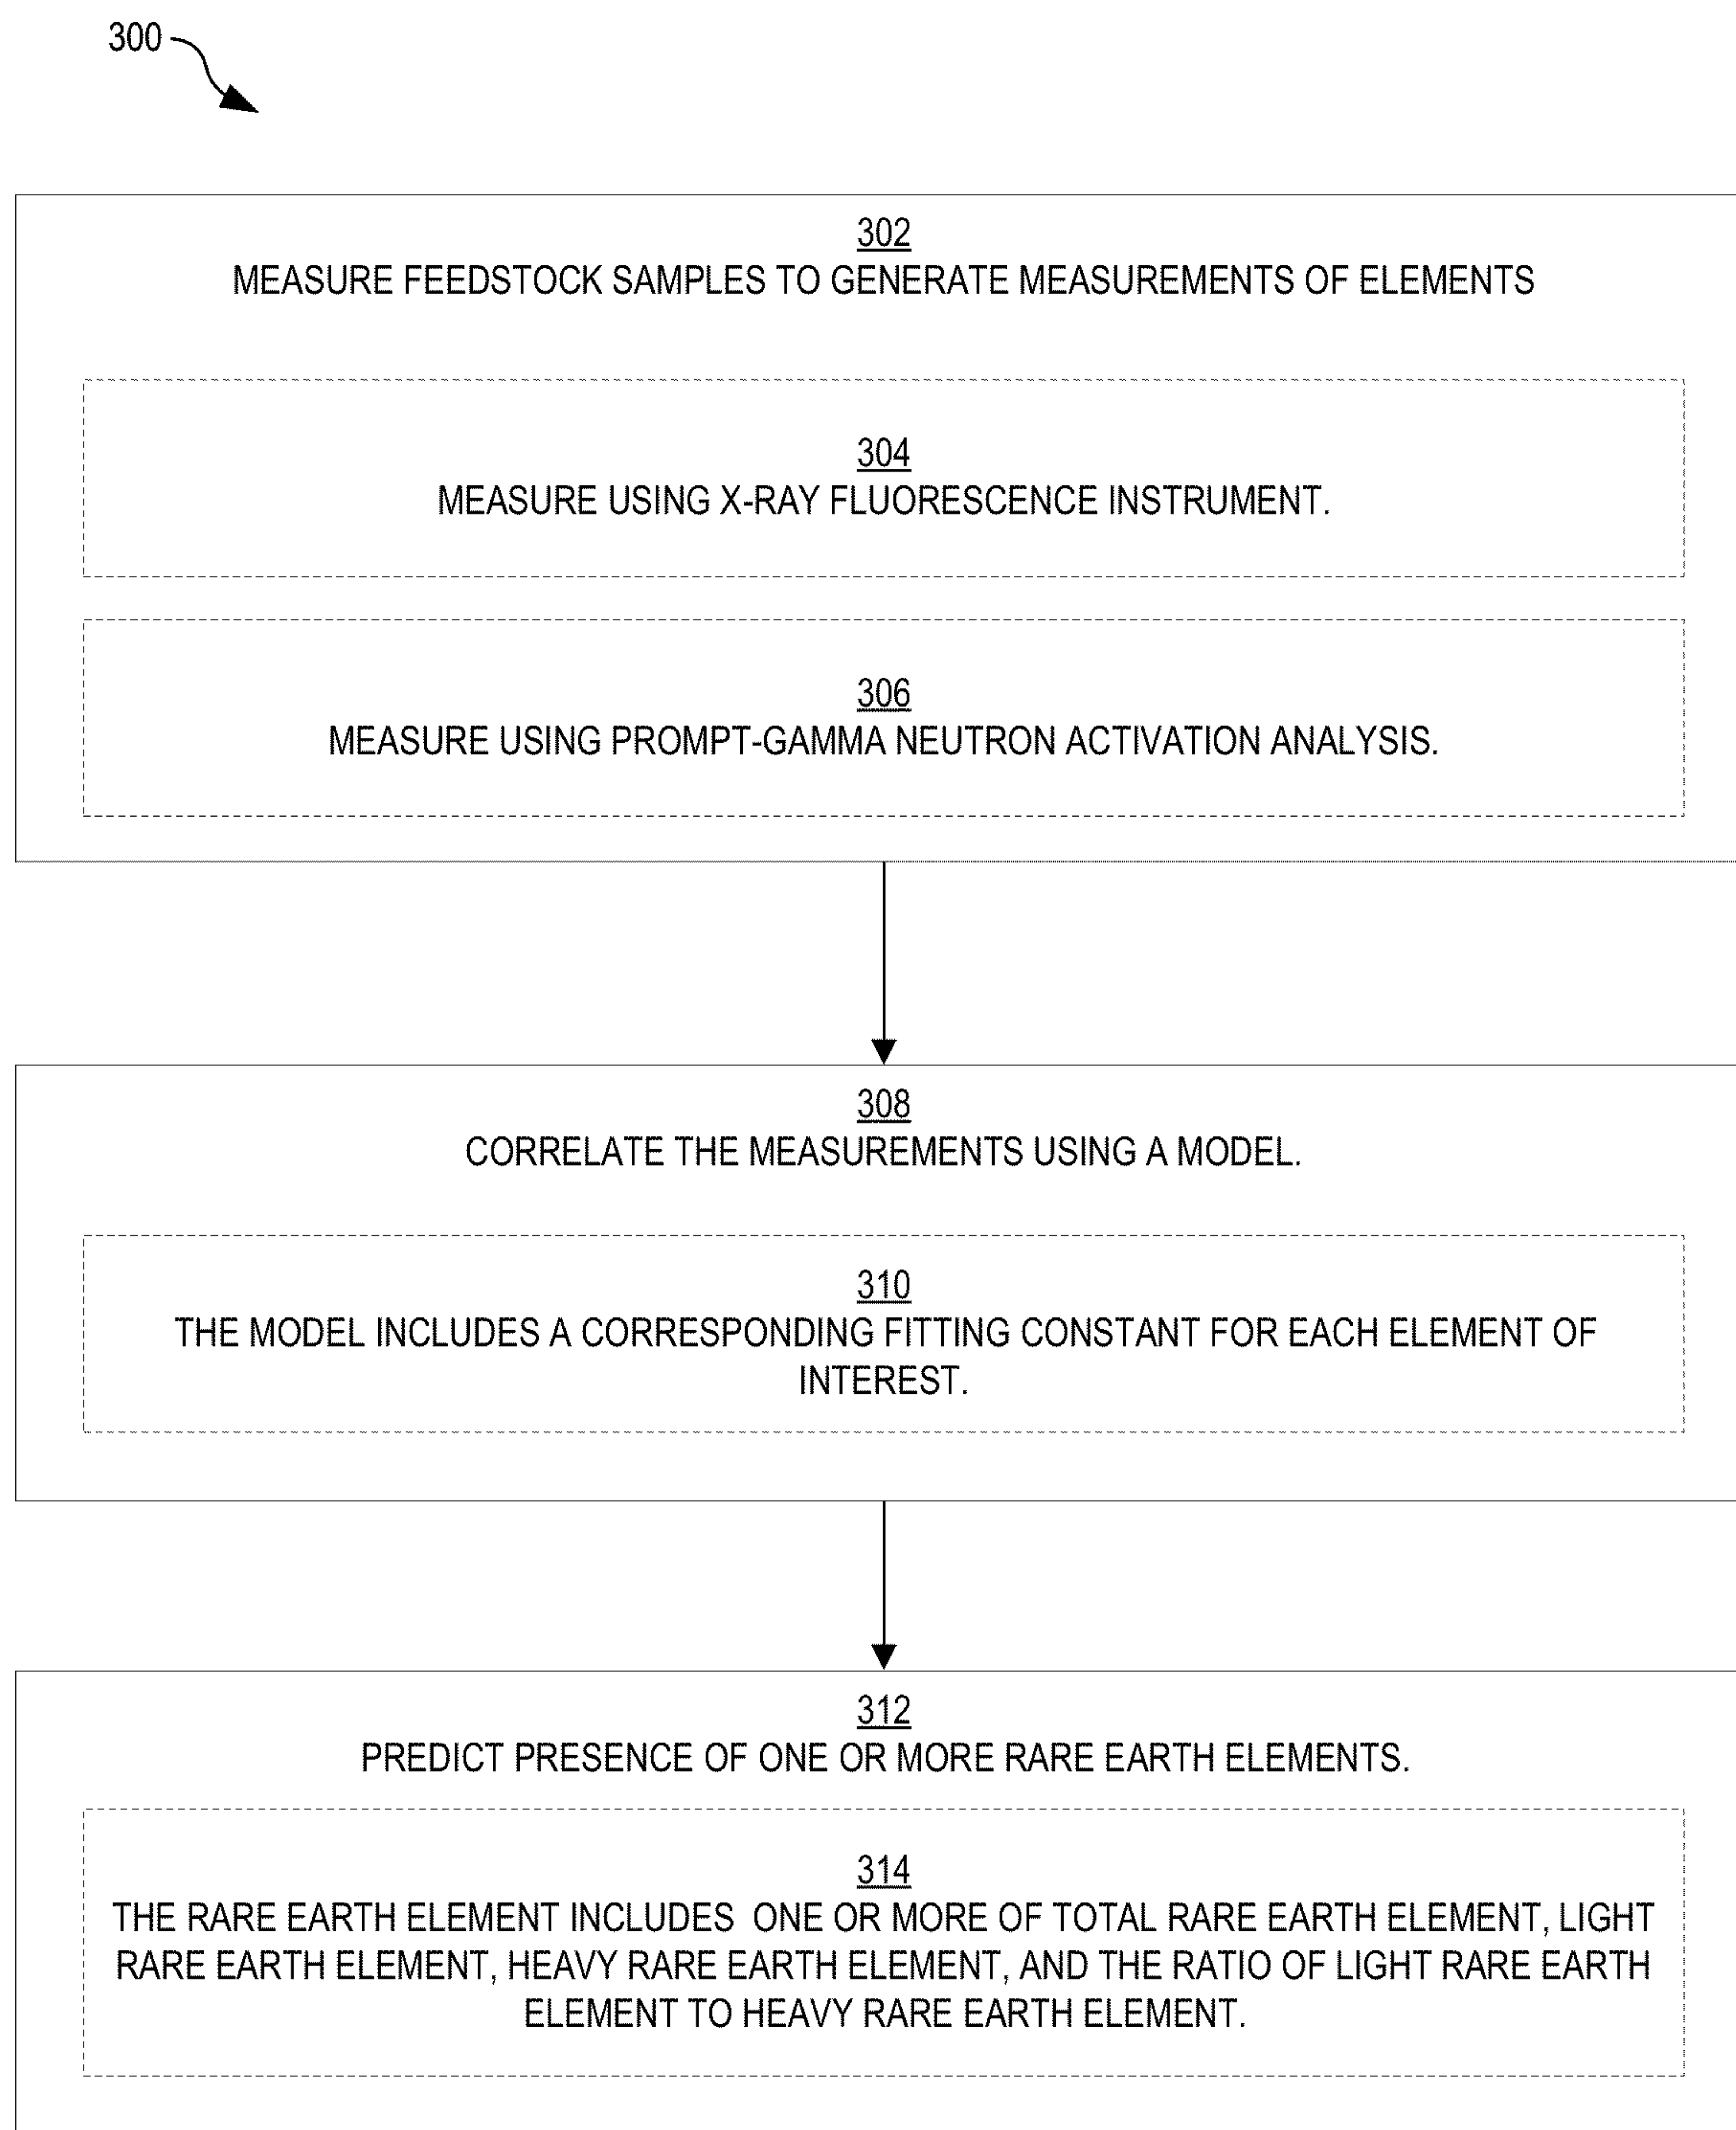 300
302
MEASURE FEEDSTOCK SAMPLES TO GENERATE MEASUREMENTS OF ELEMENTS
304
MEASURE USING X-RAY FLUORESCENCE INSTRUMENT.
306
MEASURE USING PROMPT-GAMMA NEUTRON ACTIVATION ANALYSIS.
308
CORRELATE THE MEASUREMENTS USING A MODEL.
310
THE MODEL INCLUDES A CORRESPONDING FITTING CONSTANT FOR EACH ELEMENT OF
INTEREST.
312
PREDICT PRESENCE OF ONE OR MORE RARE EARTH ELEMENTS.
314
THE RARE EARTH ELEMENT INCLUDES ONE OR MORE OF TOTAL RARE EARTH ELEMENT, LIGHT
RARE EARTH ELEMENT, HEAVY RARE EARTH ELEMENT, AND THE RATIO OF LIGHT RARE EARTH
ELEMENT TO HEAVY RARE EARTH ELEMENT.